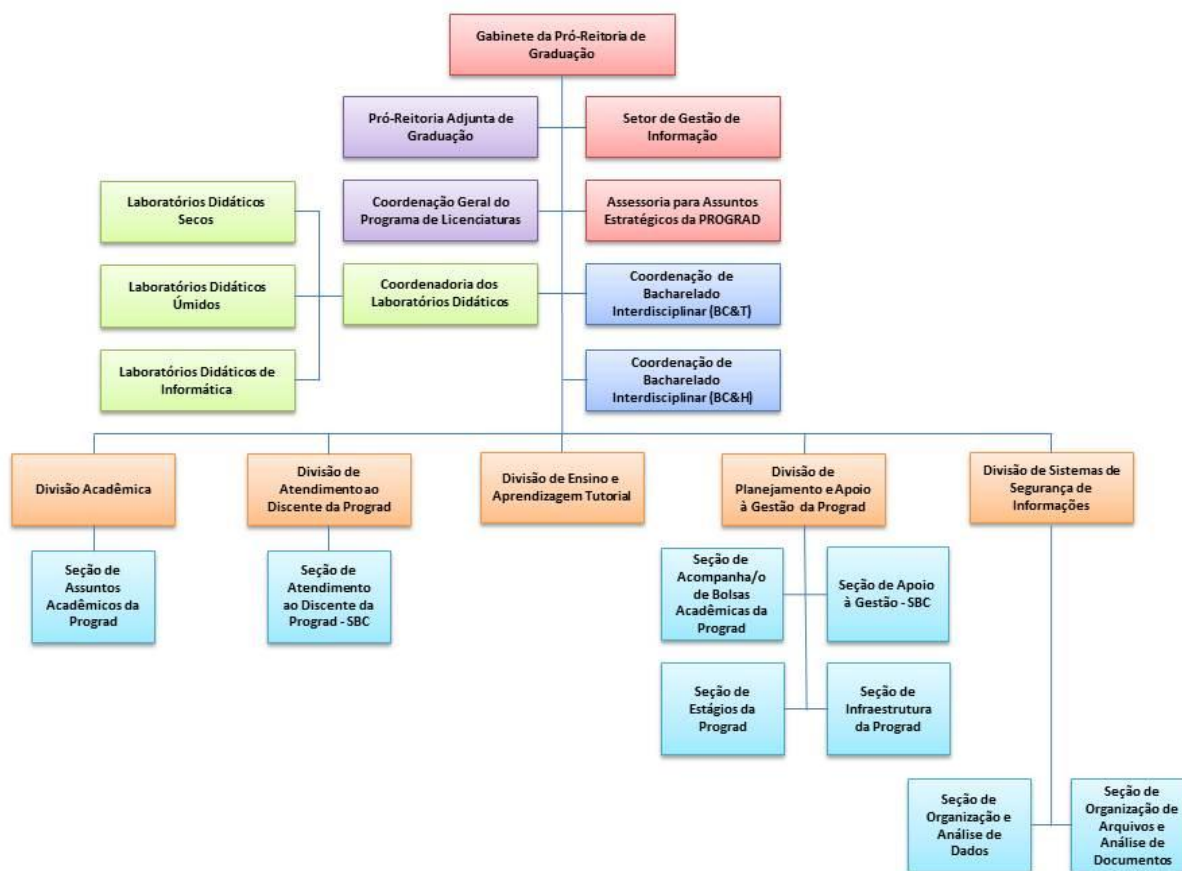 Gabinete da Pró-Reitoria de
Graduação
Pró-Reitoria Adjunta de
Graduação
Setor de Gestão de
Informação
Laboratórios Didáticos
Secos
Coordenação Geral do
Programa de Licenciaturas
Assessoria para Assuntos
Estratégicos da PROGRAD
Laboratórios Didáticos
Úmidos
Coordenadoria dos
Laboratórios Didáticos
Coordenação de
Bacharelado
Interdisciplinar (BC&T)
Laboratórios Didáticos de
Informática
Coordenação de
Bacharelado
Interdisciplinar (BC&H)
Divisão Acadêmica
Divisão de
Atendimento ao
Discente da Prograd
Divisão de Ensino e
Aprendizagem Tutorial
Divisão de
Planejamento e Apoio
à Gestão da Prograd
Divisão de Sistemas de
Segurança de
Informações
Seção de
Assuntos
Acadêmicos da
Prograd
Seção de
Atendimento
ao Discente da
Prograd - SBC
Seção de
Acompanha/o
de Bolsas
Acadêmicas da
Prograd
Seção de Apoio
à Gestão - SBC
Seção de
Estágios da
Prograd
Seção de
Infraestrutura
da Prograd
Seção de
Organização e
Análise de
Dados
Seção de
Organização de
Arquivos e
Análise de
Documentos